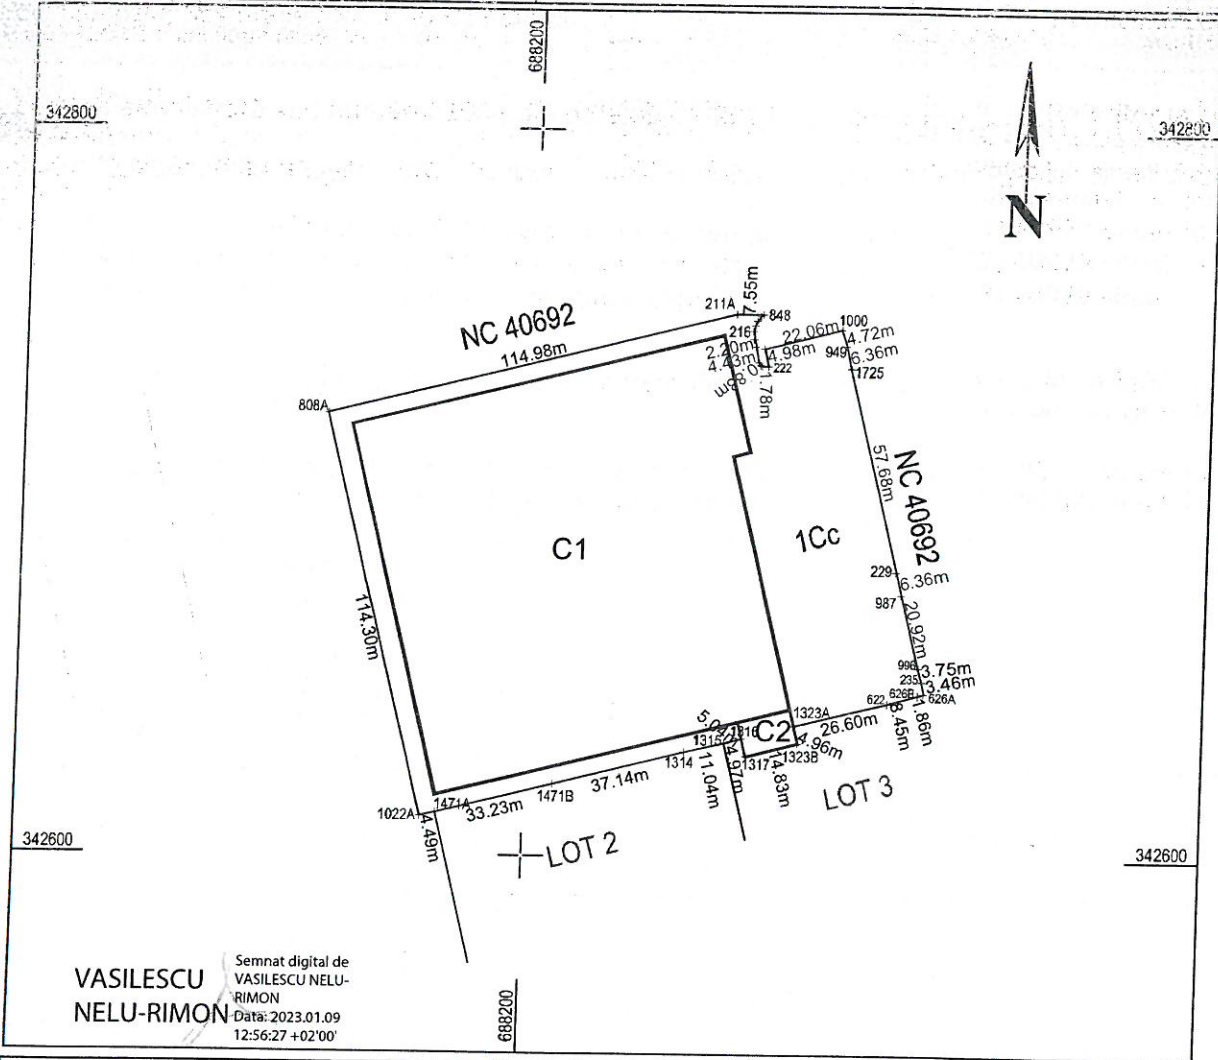 688200
342800
342800
N
NC 40692
114.98m
211A
7.55m
848
216
2.20m
4.43m
0.88m
4.98m
222
1.78m
22.06m
1000
4.72m
949
6.36m
1725
808A
57.68m
NC 40692
C1
1Cc
229
6.36m
987
114.30m
20.92m
996
3.75m
235
3.46m
626B
626A
622
1.86m
8.45m
1323A
26.60m
C2
4.96m
1323B
1316
1315
1317
14.83m
4.97m
11.04m
1314
37.14m
1471B
33.23m
1471A
1022A
4.49m
LOT 3
LOT 2
342600
342600
VASILESCU
NELU-RIMON
Semnat digital de
VASILESCU NELU-
RIMON
Data: 2023.01.09
12:56:27 +02'00'
688200